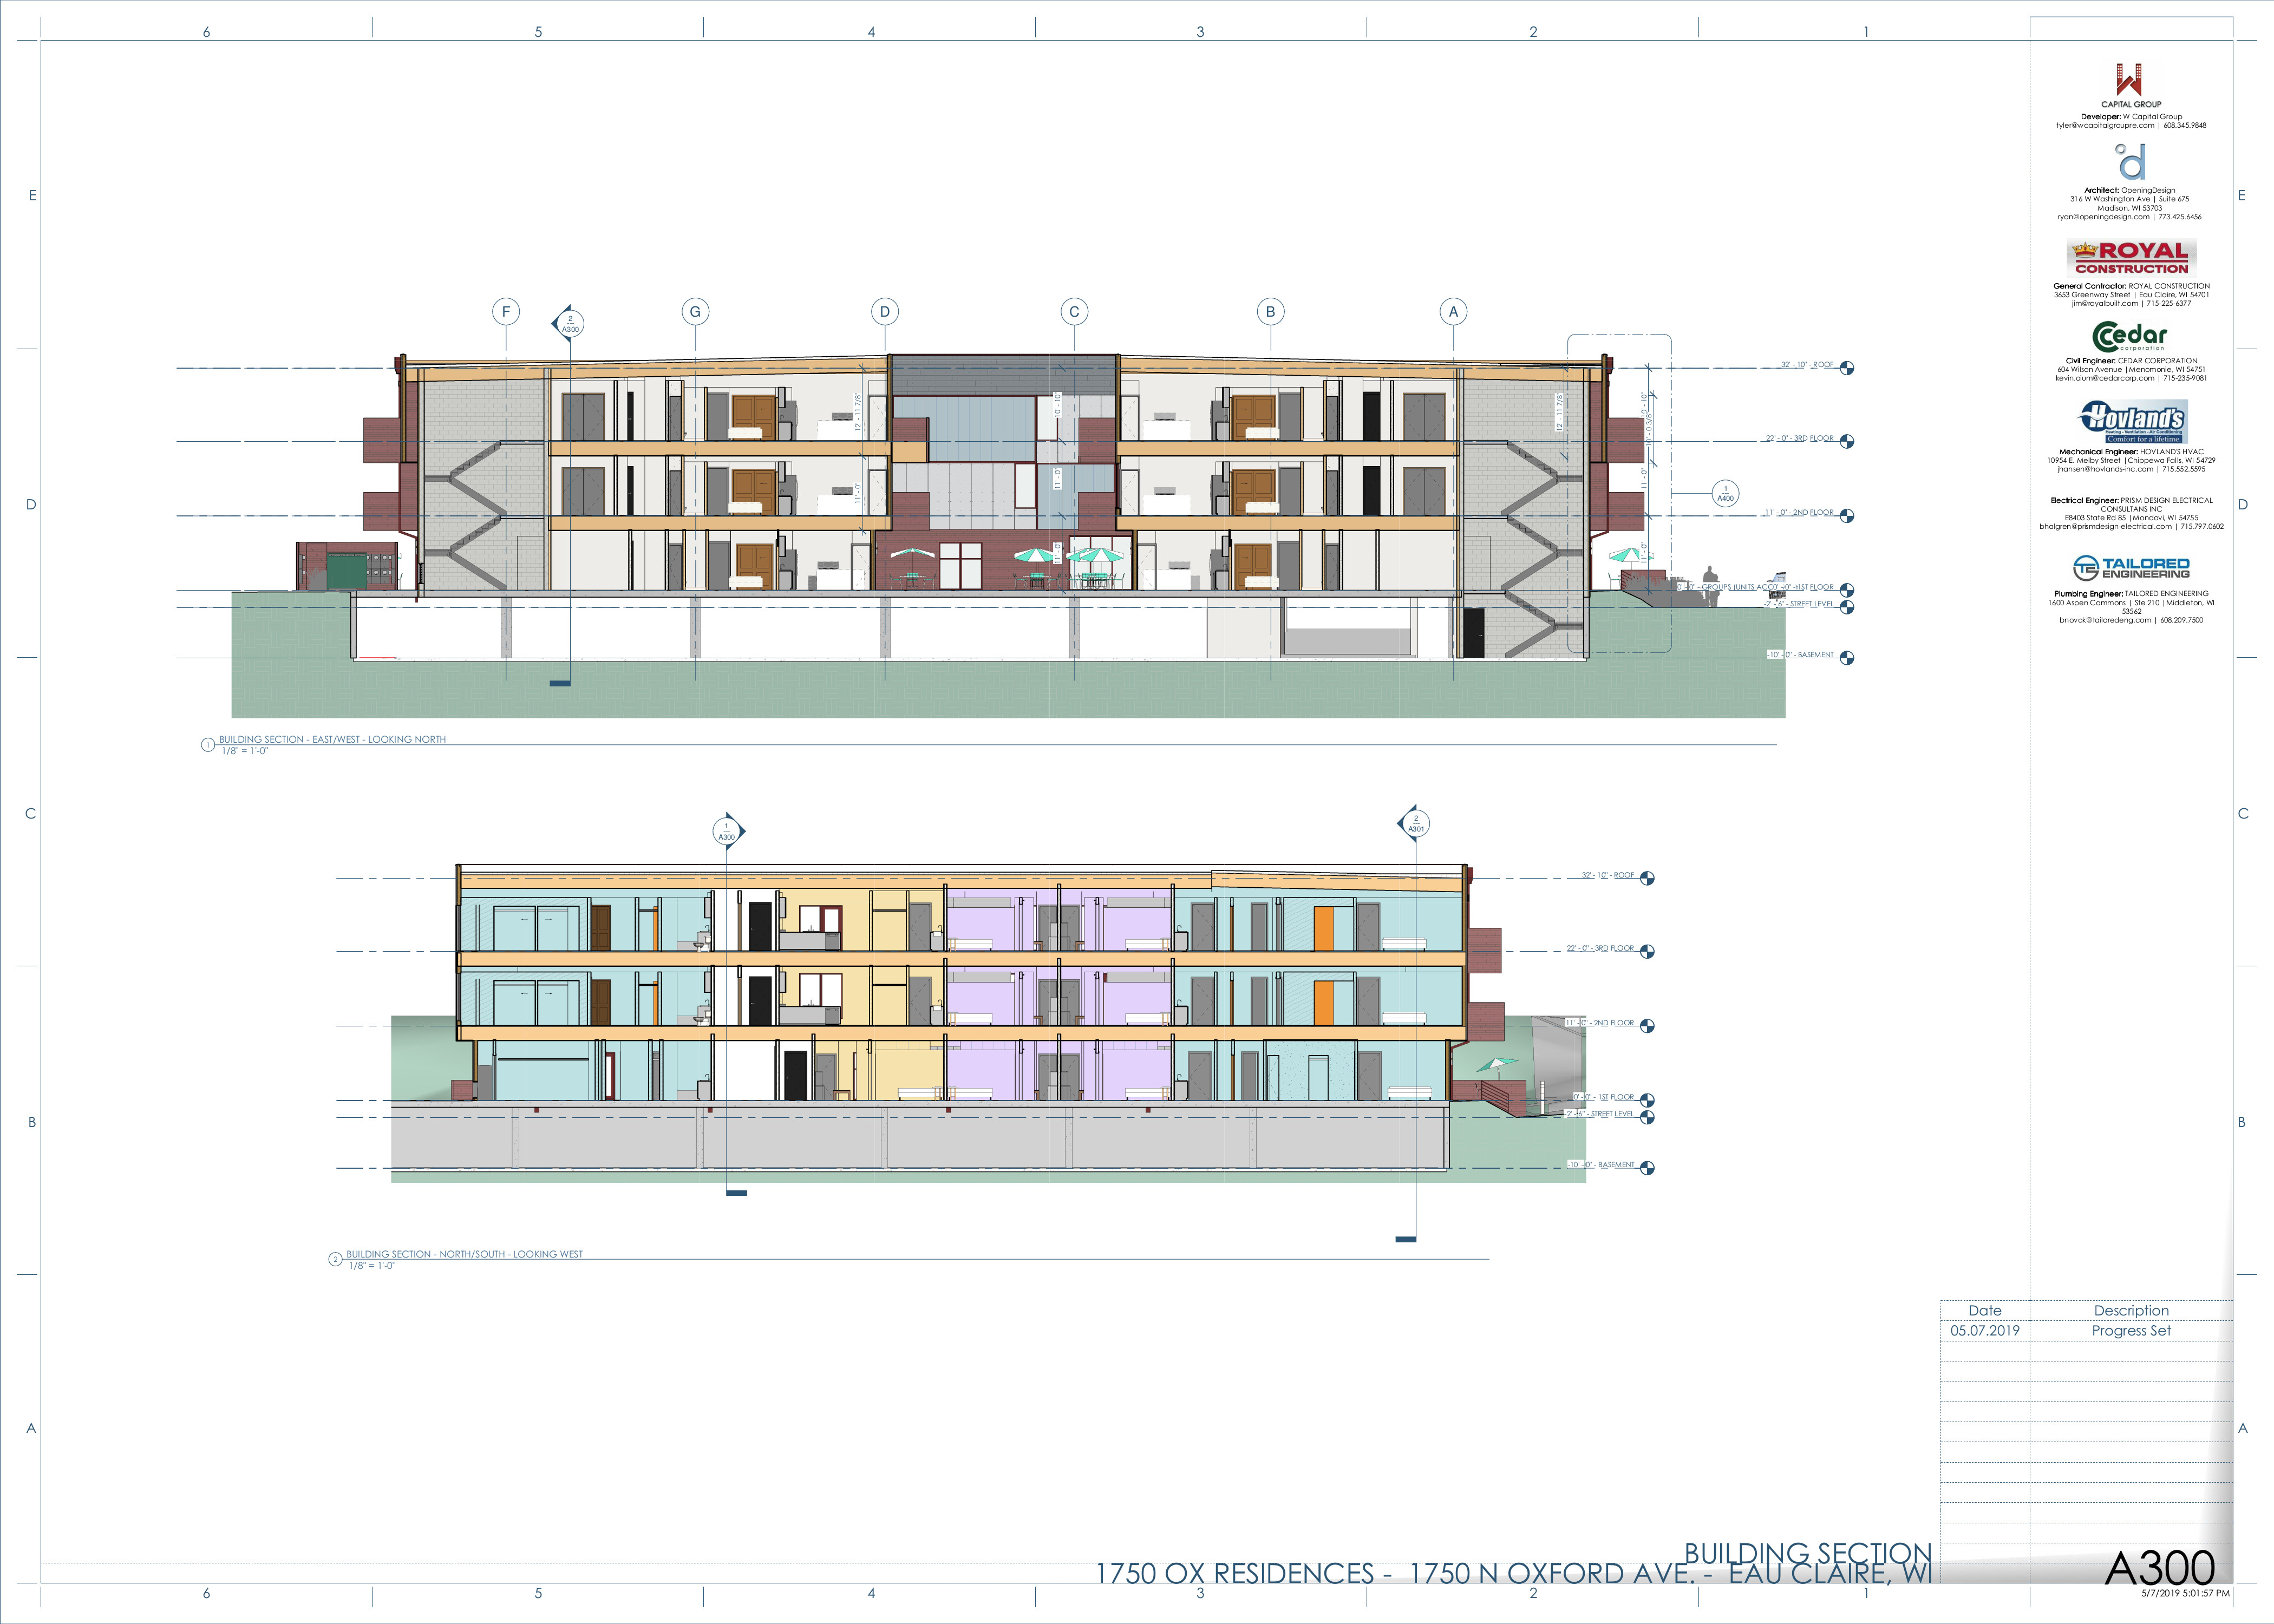 6 5 4 3 2 1
E
D
C
B
A
CAPITAL GROUP
Developer: W Capital Group
tyler@wcapitalgroupre.com | 608.345.9848
Architect: OpeningDesign
316 W Washington Ave | Suite 675
Madison, WI 53703
ryan@openingdesign.com | 773.425.6456
ROYAL
CONSTRUCTION
General Contractor: ROYAL CONSTRUCTION
3653 Greenway Street | Eau Claire, WI 54701
jim@royalbuilt.com | 715-225-6377
Cedar
corporation
Civil Engineer: CEDAR CORPORATION
604 Wilson Avenue |Menomonie, WI 54751
kevin.oium@cedarcorp.com | 715-235-9081
Hovland's
Heating - Ventilation - Air Conditioning
Comfort for a lifetime
Mechanical Engineer: HOVLAND'S HVAC
10954 E. Melby Street |Chippewa Falls, WI 54729
jhansen@hovlands-inc.com | 715.552.5595
Electrical Engineer: PRISM DESIGN ELECTRICAL
CONSULTANS INC
E8403 State Rd 85 |Mondovi, WI 54755
bhalgren@prismdesign-electrical.com | 715.797.0602
TE TAILORED
ENGINEERING
Plumbing Engineer: TAILORED ENGINEERING
1600 Aspen Commons | Ste 210 |Middleton, WI
53562
bnovak@tailoredeng.com | 608.209.7500
F
2
A300
G
D
C
B
A
32' - 10" - ROOF
22' - 0" - 3RD FLOOR
11' - 0" - 2ND FLOOR
0' - 0" - 1ST FLOOR
-2' - 6" - STREET LEVEL
-10' - 0" - BASEMENT
12' - 11 7/8"
11' - 0"
10' - 10"
11' - 0"
11' - 0"
12' - 11 7/8"
10' - 10"
10' - 0 3/8"
11' - 0"
11' - 0"
1
A400
1
BUILDING SECTION - EAST/WEST - LOOKING NORTH
1/8" = 1'-0"
1
A300
2
A301
32' - 10" - ROOF
22' - 0" - 3RD FLOOR
11' - 0" - 2ND FLOOR
0' - 0" - 1ST FLOOR
2' - 6" - STREET LEVEL
-10' - 0" - BASEMENT
2
BUILDING SECTION - NORTH/SOUTH - LOOKING WEST
1/8" = 1'-0"
Date Description
05.07.2019 Progress Set
BUILDING SECTION
1750 OX RESIDENCES - 1750 N OXFORD AVE. - EAU CLAIRE, WI
A300
5/7/2019 5:01:57 PM
6 5 4 3 2 1
E
D
C
B
A